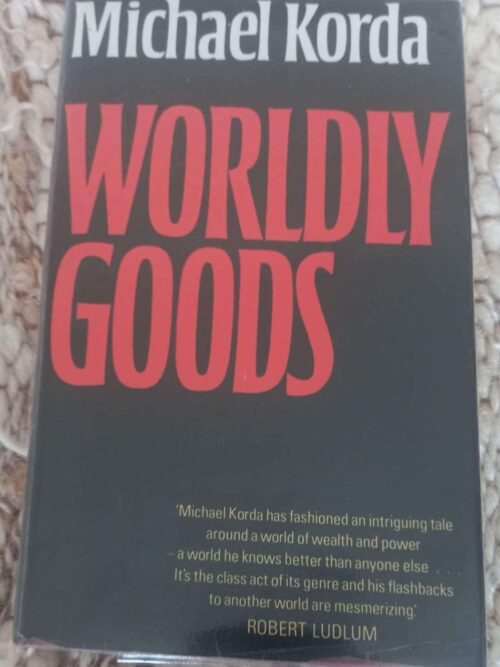 Michael Korda
WORLDLY
GOODS
'Michael Korda has fashioned an intriguing tale
around a world of wealth and power
– a world he knows better than anyone else . . .
It's the class act of its genre and his flashbacks
to another world are mesmerizing.'
ROBERT LUDLUM